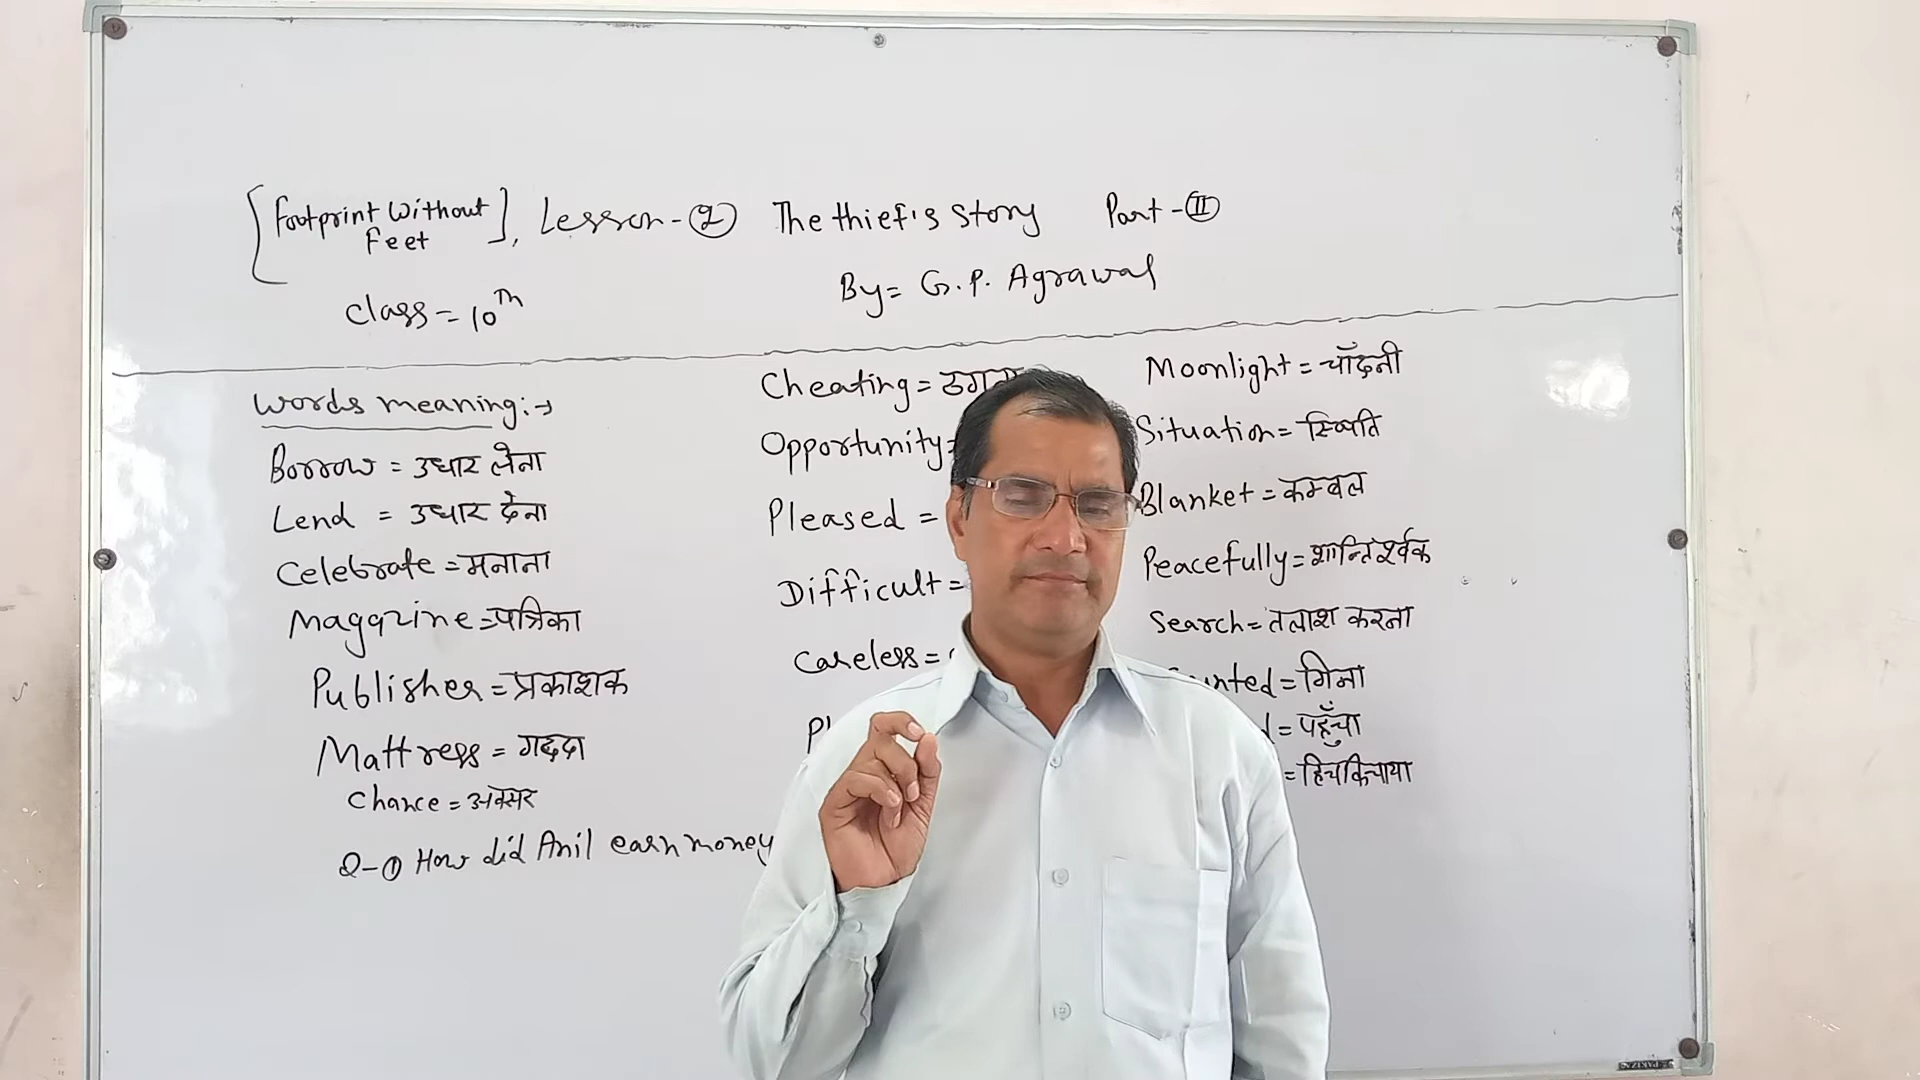 [Footprint Without Feet], Lesson-② The thief's Story Part-Ⅱ
Class = 10th
By = G.P. Agrawal
Words meaning:→
Borrow = उधार लेना
Lend = उधार देना
Celebrate = मनाना
Magazine = पत्रिका
Publisher = प्रकाशक
Mattress = गद्दा
Chance = अवसर
Q-① How did Anil earn money
Cheating = ठगना
Opportunity =
Pleased =
Difficult =
Careless =
Moonlight = चाँदनी
Situation = स्थिति
Blanket = कम्बल
Peacefully = शान्तिपूर्वक
Search = तलाश करना
= गिना
= पहुँचा
= हिचकिचाया